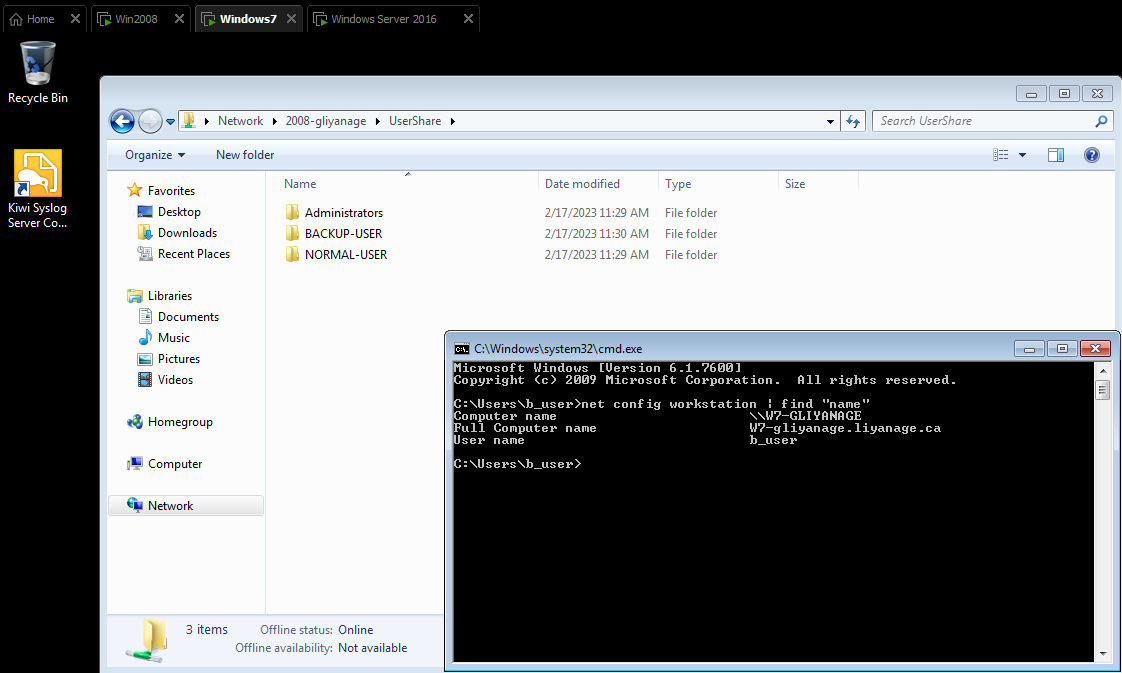 Home
Win2008
Windows7
Windows Server 2016
Recycle Bin
Kiwi Syslog
Server Co...
Network 2008-gliyanage UserShare
Search UserShare
Organize New folder
Name Date modified Type Size
Favorites
Desktop
Downloads
Recent Places
Libraries
Documents
Music
Pictures
Videos
Homegroup
Computer
Network
Administrators 2/17/2023 11:29 AM File folder
BACKUP-USER 2/17/2023 11:30 AM File folder
NORMAL-USER 2/17/2023 11:29 AM File folder
3 items Offline status: Online
Offline availability: Not available
C:\Windows\system32\cmd.exe
Microsoft Windows [Version 6.1.7600]
Copyright (c) 2009 Microsoft Corporation.  All rights reserved.
C:\Users\b_user>net config workstation | find "name"
Computer name \\W7-GLIYANAGE
Full Computer name W7-gliyanage.liyanage.ca
User name b_user
C:\Users\b_user>